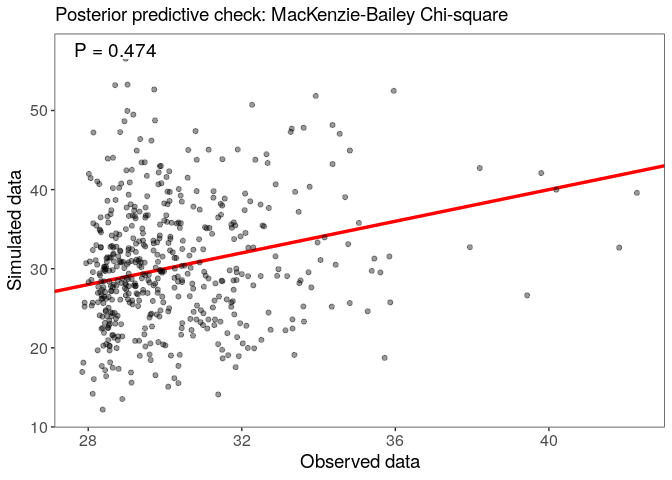 Posterior predictive check: MacKenzie-Bailey Chi-square
P = 0.474
50
40
30
20
10
Simulated data
28 32 36 40
Observed data